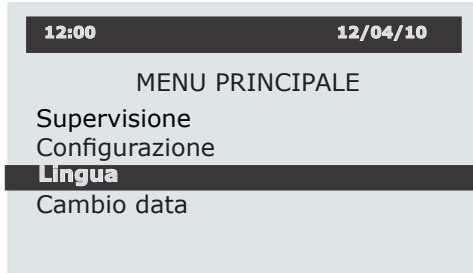 12:00 12/04/10
MENU PRINCIPALE
Supervisione
Configurazione
Lingua
Cambio data